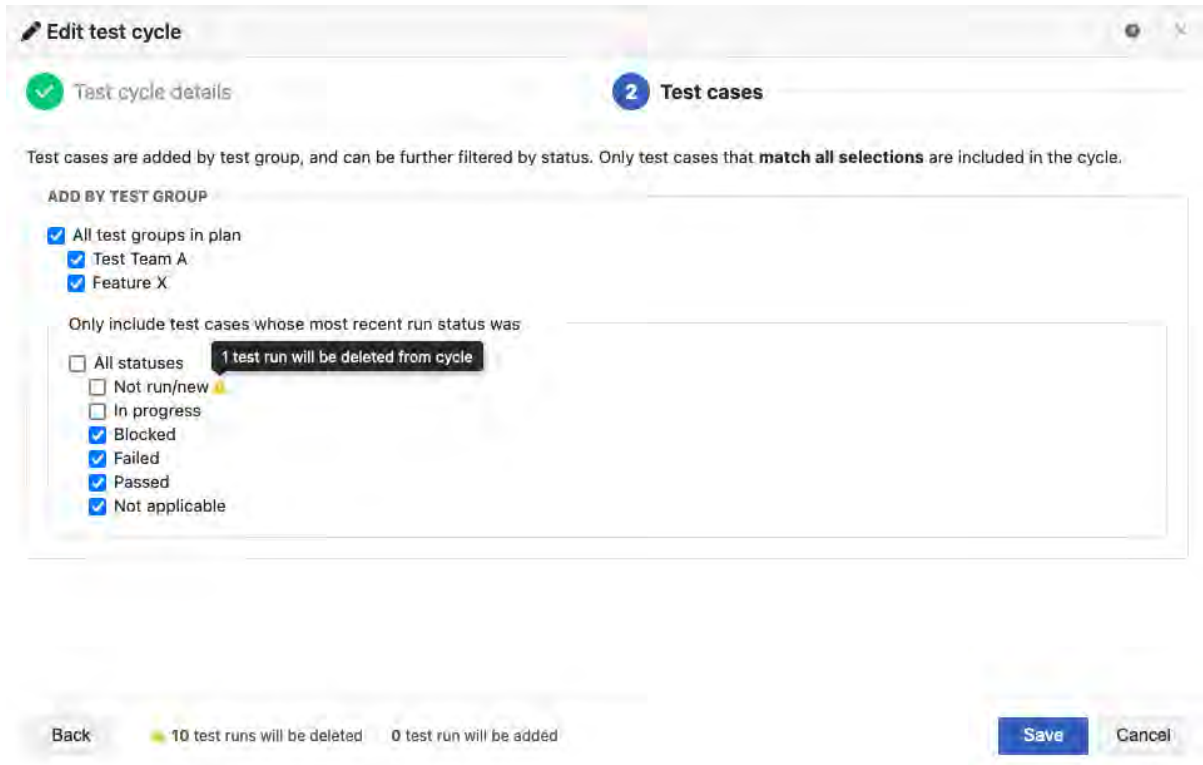 Edit test cycle
Test cycle details
2 Test cases
Test cases are added by test group, and can be further filtered by status. Only test cases that match all selections are included in the cycle.
ADD BY TEST GROUP
All test groups in plan
Test Team A
Feature X
Only include test cases whose most recent run status was
All statuses
1 test run will be deleted from cycle
Not run/new
In progress
Blocked
Failed
Passed
Not applicable
Back 10 test runs will be deleted 0 test run will be added Save Cancel